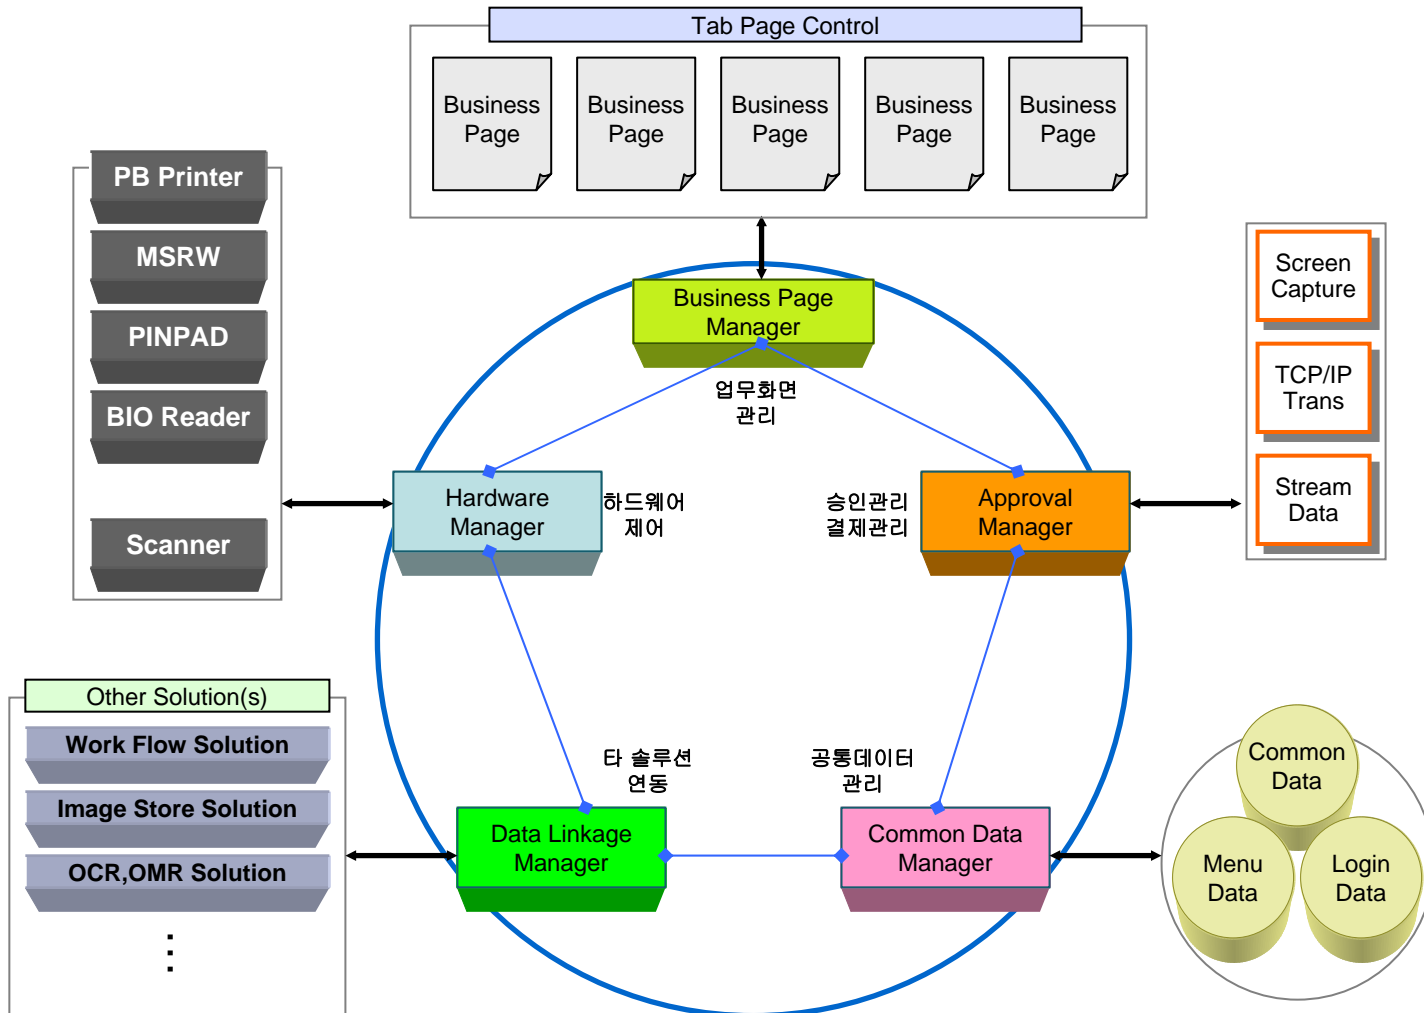 Tab Page Control
Business
Page
Business
Page
Business
Page
Business
Page
Business
Page
PB Printer
MSRW
PINPAD
BIO Reader
Scanner
Business Page
Manager
업무화면
관리
Screen
Capture
TCP/IP
Trans
Stream
Data
Hardware
Manager
하드웨어
제어
승인관리
결제관리
Approval
Manager
Other Solution(s)
Work Flow Solution
Image Store Solution
OCR,OMR Solution
타 솔루션
연동
공통데이터
관리
Data Linkage
Manager
Common Data
Manager
Common
Data
Menu
Data
Login
Data